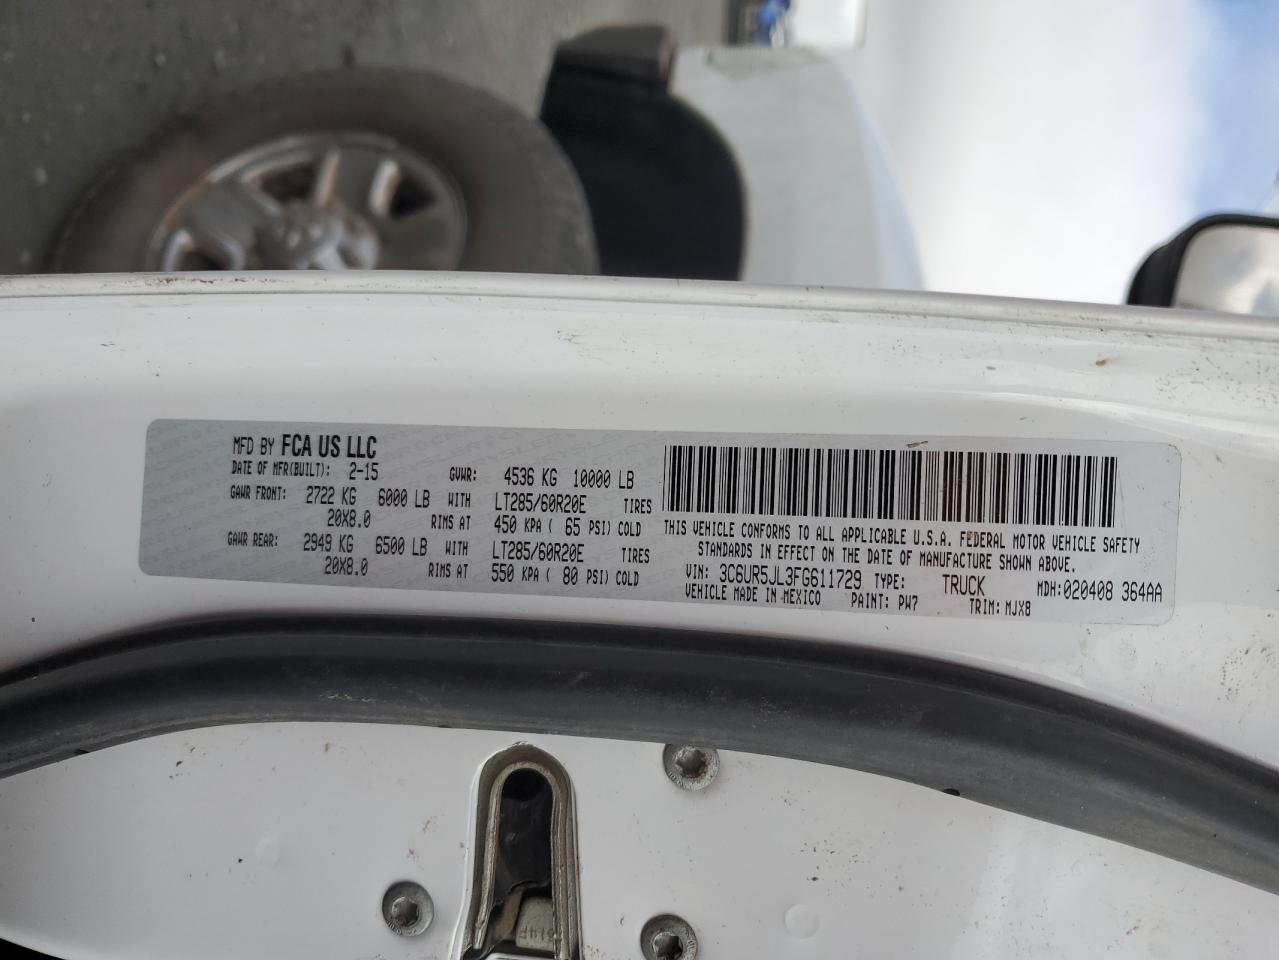 MFD BY FCA US LLC
DATE OF MFR(BUILT): 2-15 GVWR: 4536 KG 10000 LB
GAWR FRONT: 2722 KG 6000 LB WITH LT285/60R20E TIRES
20X8.0 RIMS AT 450 KPA ( 65 PSI) COLD
GAWR REAR: 2949 KG 6500 LB WITH LT285/60R20E TIRES
20X8.0 RIMS AT 550 KPA ( 80 PSI) COLD
THIS VEHICLE CONFORMS TO ALL APPLICABLE U.S.A. FEDERAL MOTOR VEHICLE SAFETY
STANDARDS IN EFFECT ON THE DATE OF MANUFACTURE SHOWN ABOVE.
VIN: 3C6UR5JL3FG611729 TYPE: TRUCK MDH:020408 364AA
VEHICLE MADE IN MEXICO PAINT: PW7 TRIM: MJX8